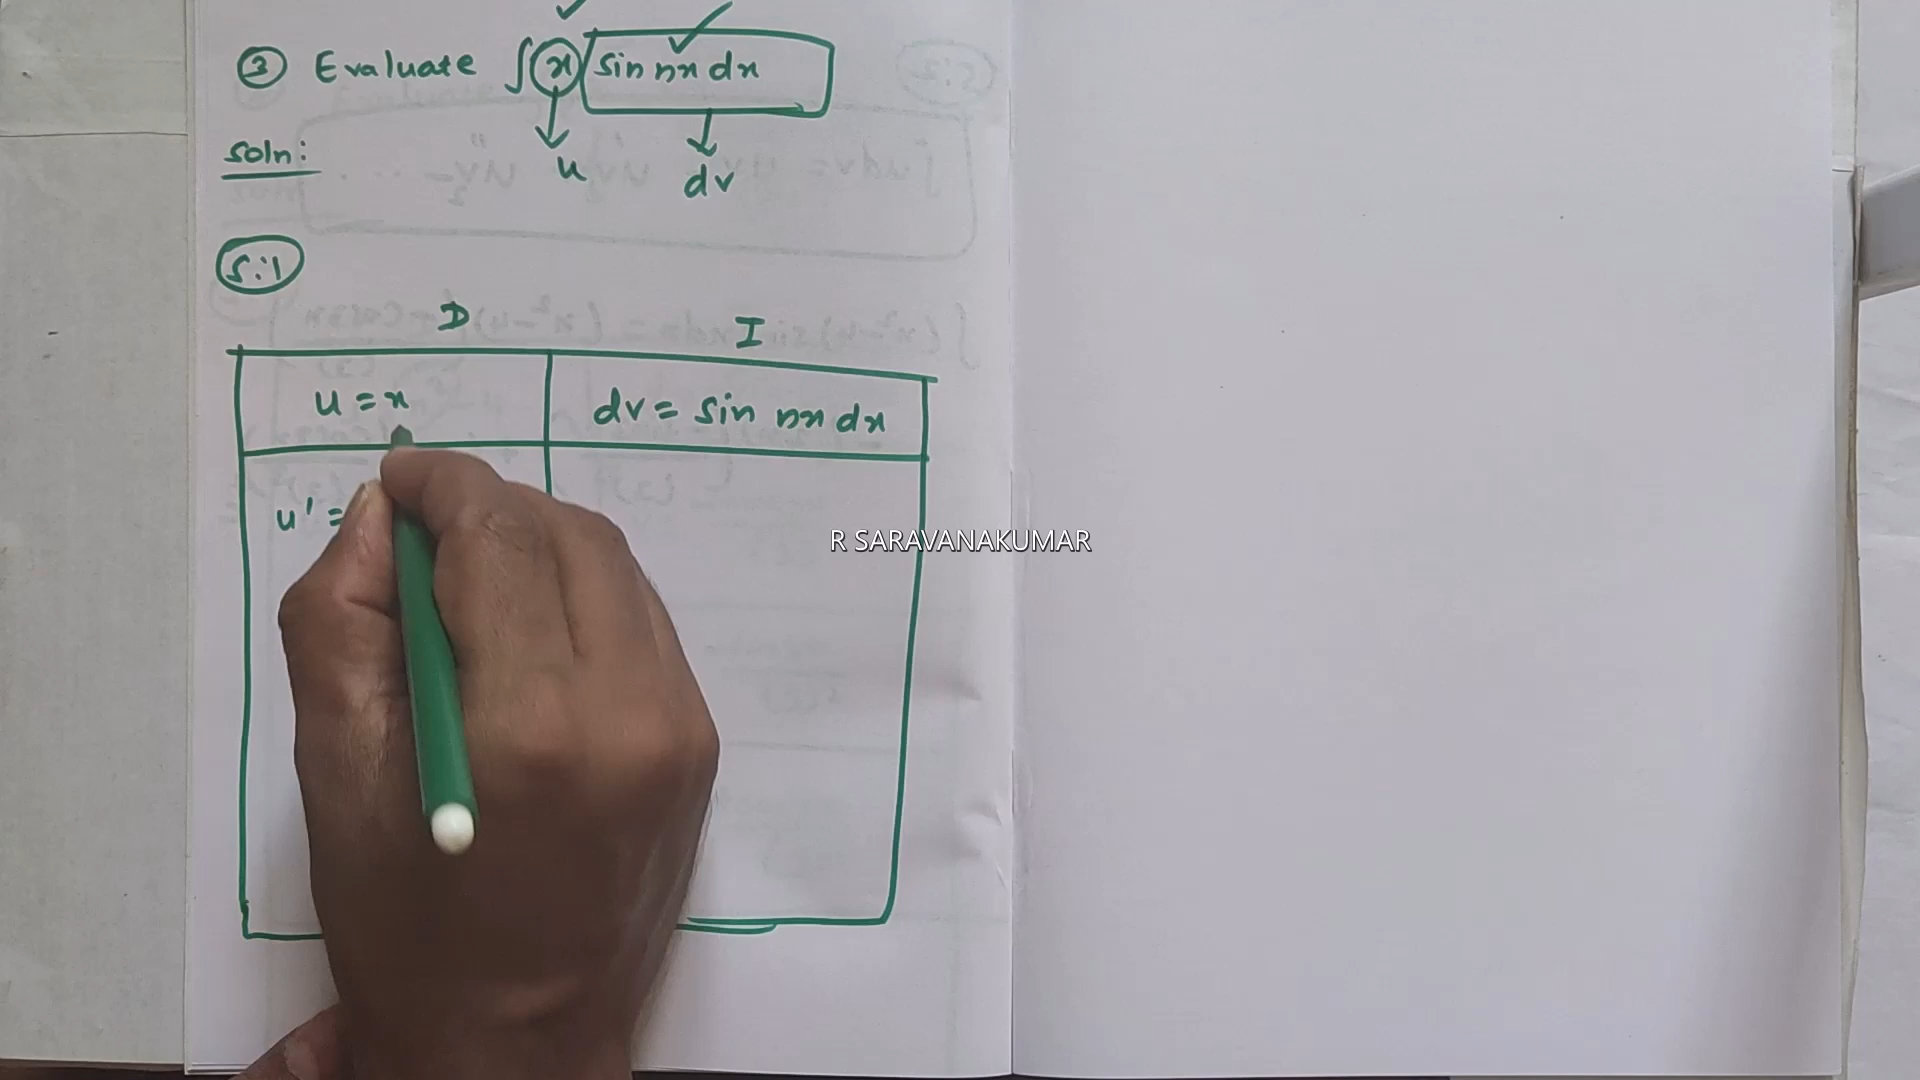 ③ Evaluate ∫ x sin nx dx
Soln:
u dv
S:1
D I
u = x dv = sin nx dx
u' =
R SARAVANAKUMAR